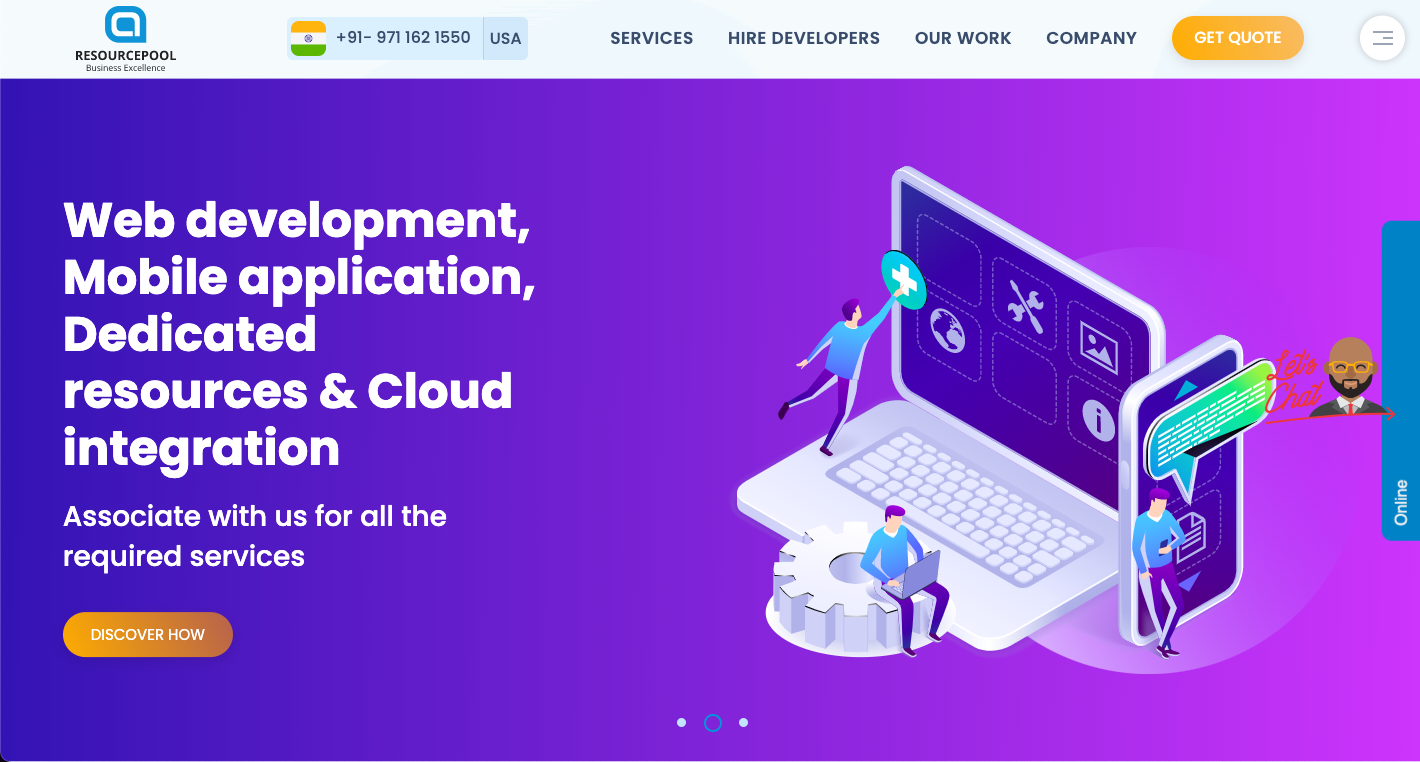 RESOURCEPOOL
Business Excellence
+91- 971 162 1550
USA
SERVICES
HIRE DEVELOPERS
OUR WORK
COMPANY
GET QUOTE
Web development,
Mobile application,
Dedicated
resources & Cloud
integration
Associate with us for all the
required services
DISCOVER HOW
Let's
Chat
Online